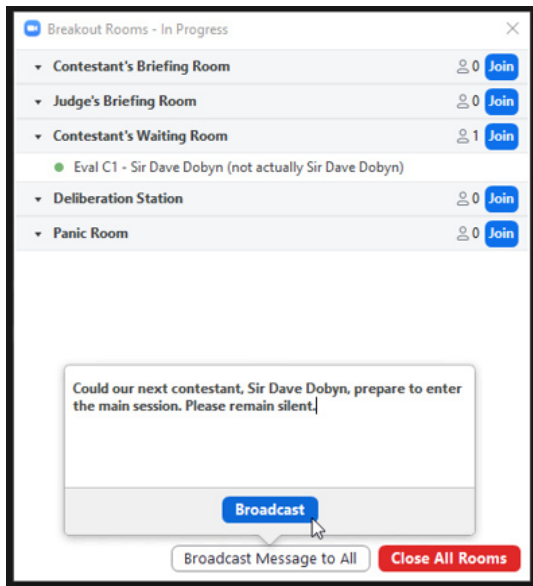 Breakout Rooms - In Progress
Contestant's Briefing Room 0 Join
Judge's Briefing Room 0 Join
Contestant's Waiting Room 1 Join
Eval C1 - Sir Dave Dobyn (not actually Sir Dave Dobyn)
Deliberation Station 0 Join
Panic Room 0 Join
Could our next contestant, Sir Dave Dobyn, prepare to enter
the main session. Please remain silent.
Broadcast
Broadcast Message to All Close All Rooms